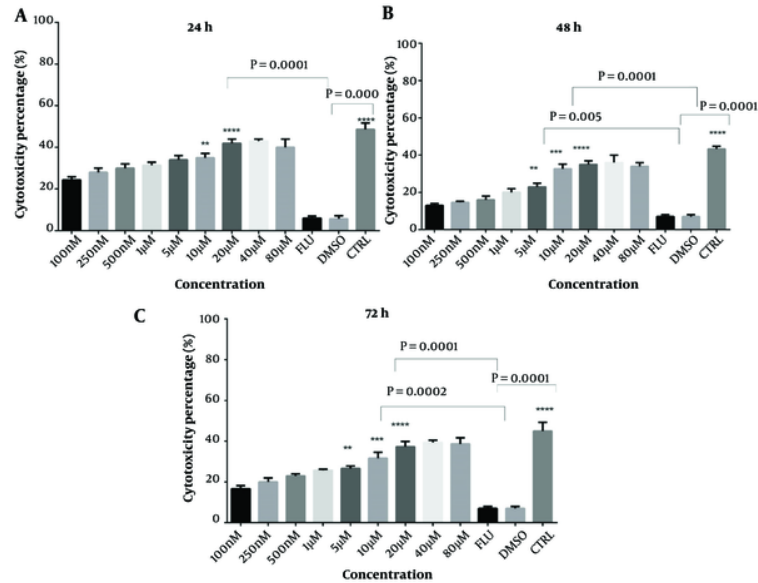 A
24 h
Cytotoxicity percentage (%)
100
80
60
40
20
0
P = 0.0001
P = 0.000
**
****
****
100nM
250nM
500nM
1µM
5µM
10µM
20µM
40µM
80µM
FLU
DMSO
CTRL
Concentration
B
48 h
Cytotoxicity percentage (%)
100
80
60
40
20
0
P = 0.0001
P = 0.0001
P = 0.005
**
***
****
****
100nM
250nM
500nM
1µM
5µM
10µM
20µM
40µM
80µM
FLU
DMSO
CTRL
Concentration
C
72 h
Cytotoxicity percentage (%)
100
80
60
40
20
0
P = 0.0001
P = 0.0001
P = 0.0002
**
***
****
****
100nM
250nM
500nM
1µM
5µM
10µM
20µM
40µM
80µM
FLU
DMSO
CTRL
Concentration